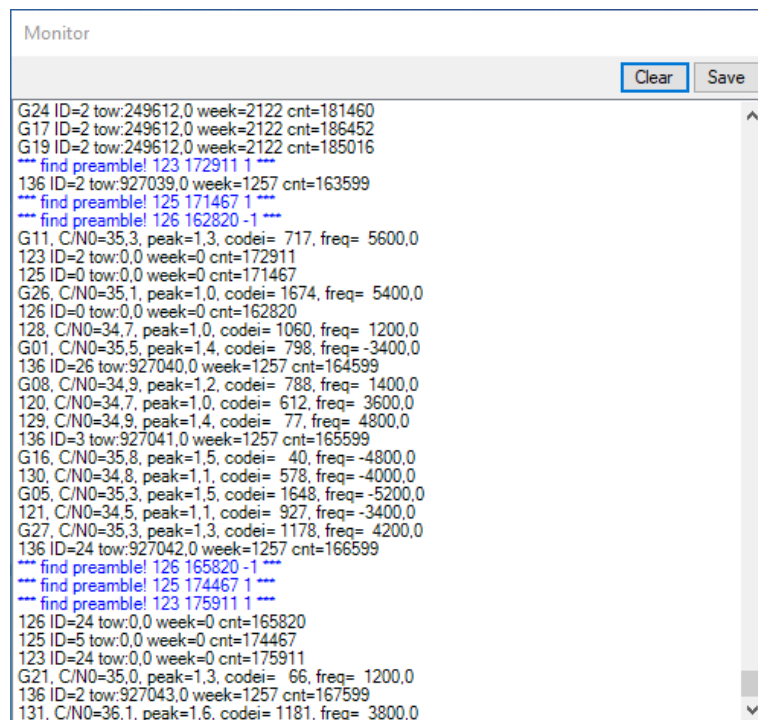 Monitor
Clear Save
G24 ID=2 tow:249612,0 week=2122 cnt=181460
G17 ID=2 tow:249612,0 week=2122 cnt=186452
G19 ID=2 tow:249612,0 week=2122 cnt=185016
*** find preamble! 123 172911 1 ***
136 ID=2 tow:927039,0 week=1257 cnt=163599
*** find preamble! 125 171467 1 ***
*** find preamble! 126 162820 -1 ***
G11, C/N0=35,3, peak=1,3, codei=  717, freq=  5600,0
123 ID=2 tow:0,0 week=0 cnt=172911
125 ID=0 tow:0,0 week=0 cnt=171467
G26, C/N0=35,1, peak=1,0, codei= 1674, freq=  5400,0
126 ID=0 tow:0,0 week=0 cnt=162820
128, C/N0=34,7, peak=1,0, codei= 1060, freq=  1200,0
G01, C/N0=35,5, peak=1,4, codei=  798, freq= -3400,0
136 ID=26 tow:927040,0 week=1257 cnt=164599
G08, C/N0=34,9, peak=1,2, codei=  788, freq=  1400,0
120, C/N0=34,7, peak=1,0, codei=  612, freq=  3600,0
129, C/N0=34,9, peak=1,4, codei=   77, freq=  4800,0
136 ID=3 tow:927041,0 week=1257 cnt=165599
G16, C/N0=35,8, peak=1,5, codei=   40, freq= -4800,0
130, C/N0=34,8, peak=1,1, codei=  578, freq= -4000,0
G05, C/N0=35,3, peak=1,5, codei= 1648, freq= -5200,0
121, C/N0=34,5, peak=1,1, codei=  927, freq= -3400,0
G27, C/N0=35,3, peak=1,3, codei= 1178, freq=  4200,0
136 ID=24 tow:927042,0 week=1257 cnt=166599
*** find preamble! 126 165820 -1 ***
*** find preamble! 125 174467 1 ***
*** find preamble! 123 175911 1 ***
126 ID=24 tow:0,0 week=0 cnt=165820
125 ID=5 tow:0,0 week=0 cnt=174467
123 ID=24 tow:0,0 week=0 cnt=175911
G21, C/N0=35,0, peak=1,3, codei=   66, freq=  1200,0
136 ID=2 tow:927043,0 week=1257 cnt=167599
131, C/N0=36,1, peak=1,6, codei= 1181, freq=  3800,0